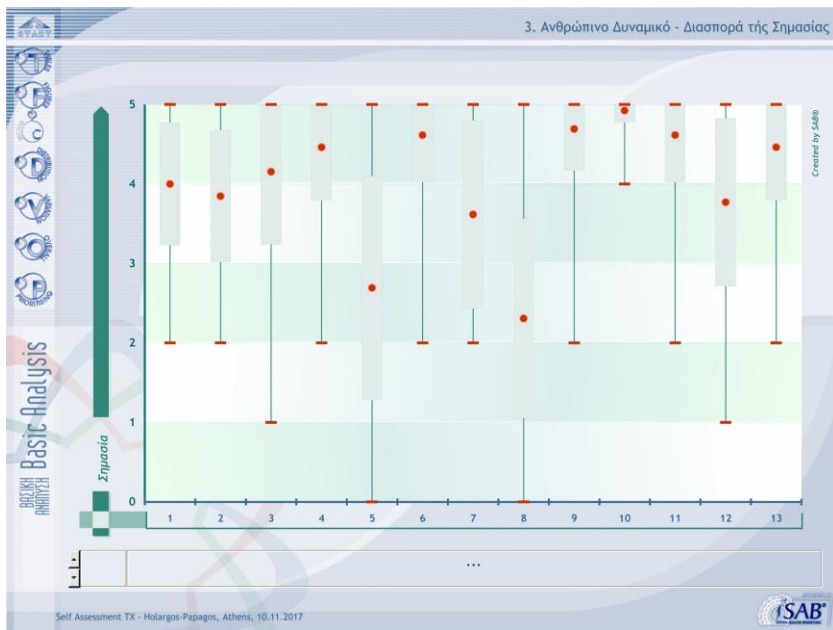 START
3. Ανθρώπινο Δυναμικό - Διασπορά τής Σημασίας
Created by SAB®
5
4
3
2
1
0
Σημασία
1 2 3 4 5 6 7 8 9 10 11 12 13
PRIORITISING
Basic Analysis
ΒΑΣΙΚΗ
ΑΝΑΛΥΣΗ
...
Self Assessment TX - Holargos-Papagos, Athens, 10.11.2017
SAB®